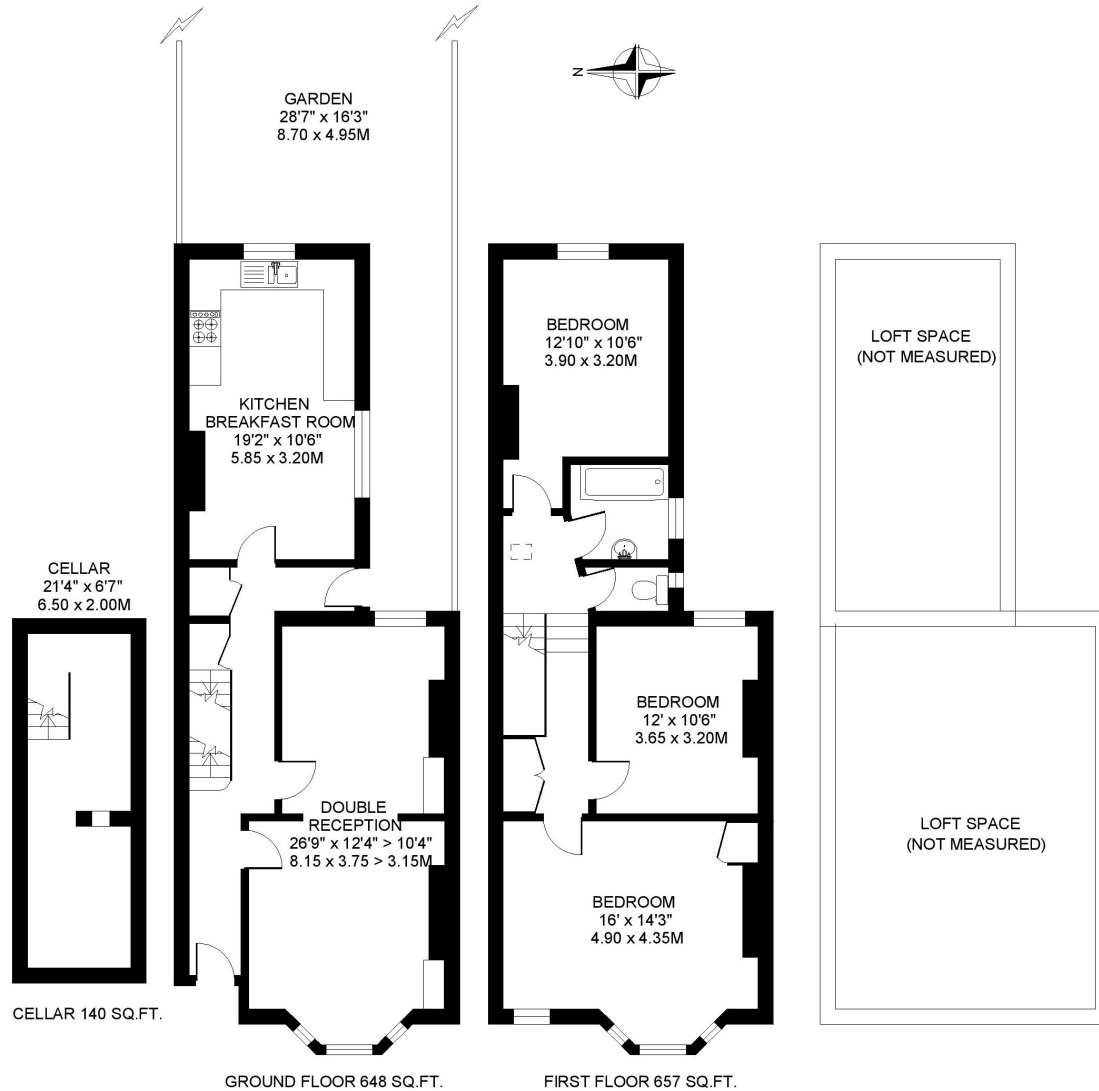 N
GARDEN
28'7" x 16'3"
8.70 x 4.95M
KITCHEN
BREAKFAST ROOM
19'2" x 10'6"
5.85 x 3.20M
BEDROOM
12'10" x 10'6"
3.90 x 3.20M
LOFT SPACE
(NOT MEASURED)
CELLAR
21'4" x 6'7"
6.50 x 2.00M
BEDROOM
12' x 10'6"
3.65 x 3.20M
DOUBLE
RECEPTION
26'9" x 12'4" > 10'4"
8.15 x 3.75 > 3.15M
LOFT SPACE
(NOT MEASURED)
BEDROOM
16' x 14'3"
4.90 x 4.35M
CELLAR 140 SQ.FT.
GROUND FLOOR 648 SQ.FT.
FIRST FLOOR 657 SQ.FT.